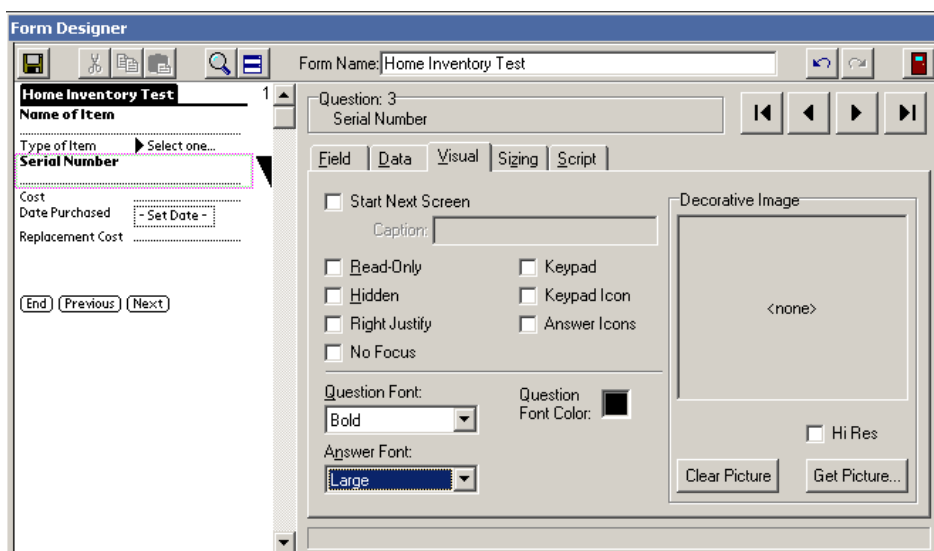 Form Designer
Form Name: Home Inventory Test
Home Inventory Test 1
Name of Item
Type of Item Select one...
Serial Number
Cost
Date Purchased - Set Date -
Replacement Cost
End Previous Next
Question: 3
Serial Number
Field Data Visual Sizing Script
Start Next Screen
Caption:
Read-Only Keypad
Hidden Keypad Icon
Right Justify Answer Icons
No Focus
Question Font:
Bold
Question
Font Color:
Answer Font:
Large
Decorative Image
<none>
Hi Res
Clear Picture Get Picture...